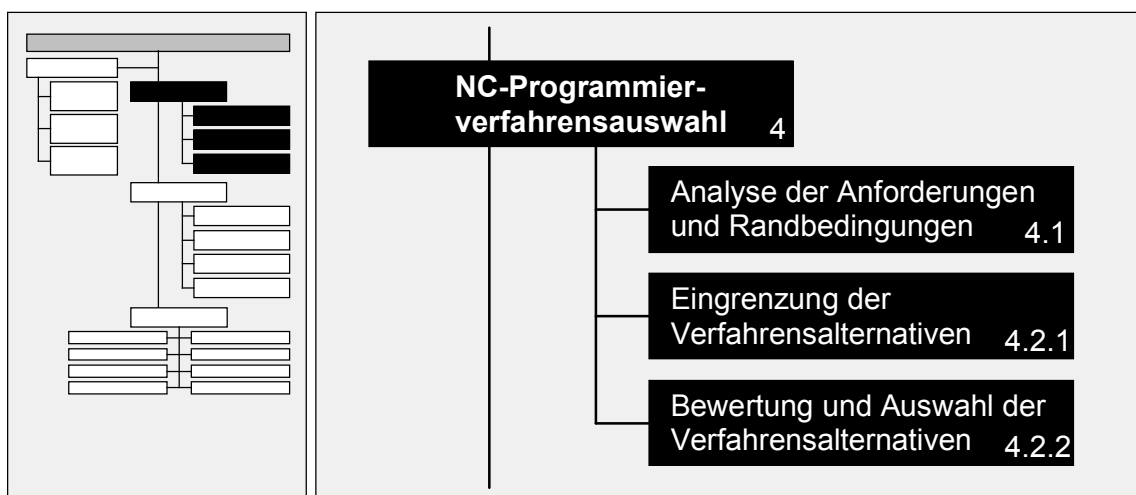 NC-Programmier-
verfahrensauswahl 4
Analyse der Anforderungen
und Randbedingungen 4.1
Eingrenzung der
Verfahrensalternativen 4.2.1
Bewertung und Auswahl der
Verfahrensalternativen 4.2.2